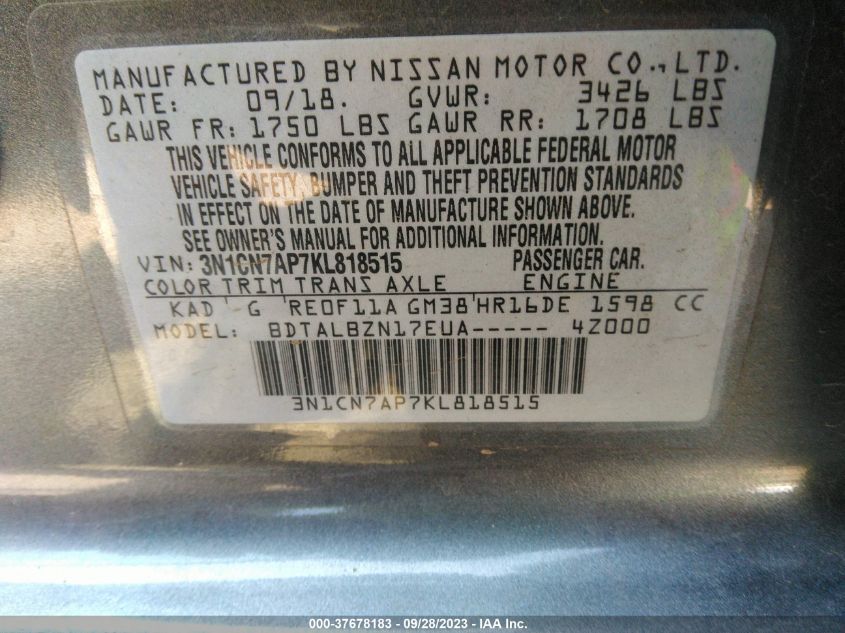 MANUFACTURED BY NISSAN MOTOR CO., LTD.
DATE: 09/18. GVWR: 3426 LBS
GAWR FR: 1750 LBS GAWR RR: 1708 LBS
THIS VEHICLE CONFORMS TO ALL APPLICABLE FEDERAL MOTOR
VEHICLE SAFETY, BUMPER AND THEFT PREVENTION STANDARDS
IN EFFECT ON THE DATE OF MANUFACTURE SHOWN ABOVE.
SEE OWNER'S MANUAL FOR ADDITIONAL INFORMATION.
VIN: 3N1CN7AP7KL818515 PASSENGER CAR.
COLOR TRIM TRANS AXLE ENGINE
KAD G RE0F11A GM38 HR16DE 1598 CC
MODEL: BDTALBZN17EUA----- 4Z000
3N1CN7AP7KL818515
000-37678183 / 09/28/2023 - IAA Inc.